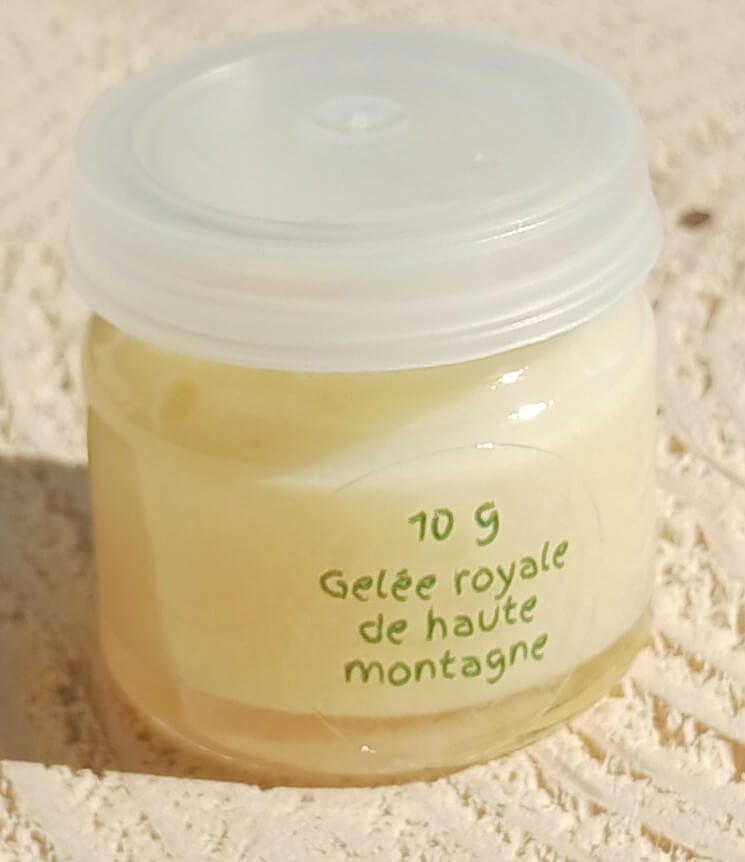 10 g
Gelée royale
de haute
montagne